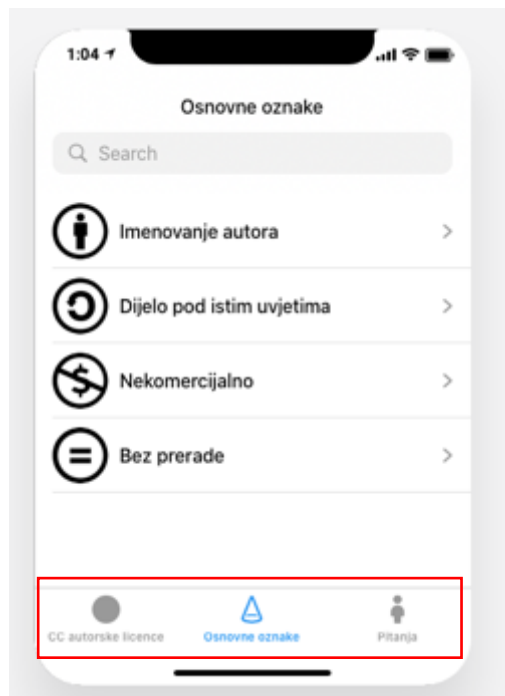 1:04
Osnovne oznake
Search
Imenovanje autora
Dijelo pod istim uvjetima
Nekomercijalno
Bez prerade
CC autorske licence
Osnovne oznake
Pitanja